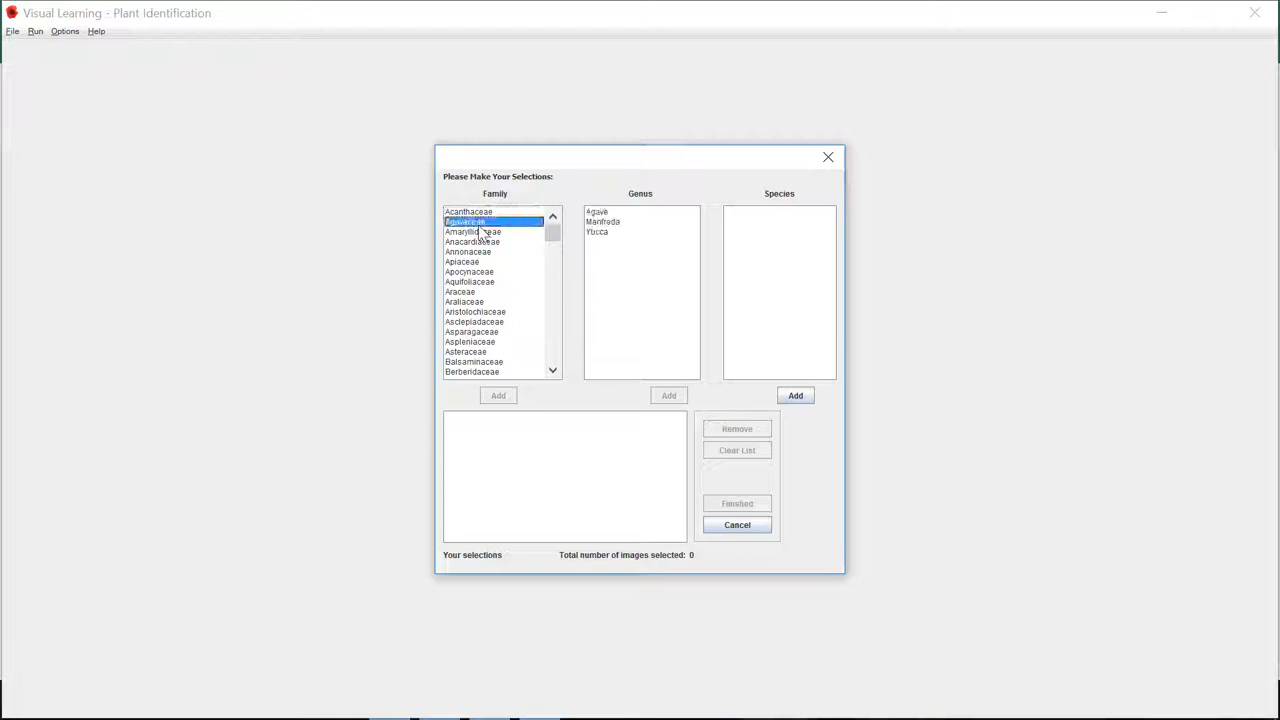 Visual Learning - Plant Identification
File Run Options Help
Please Make Your Selections:
Family Genus Species
Acanthaceae
Agavaceae
Amaryllidaceae
Anacardiaceae
Annonaceae
Apiaceae
Apocynaceae
Aquifoliaceae
Araceae
Araliaceae
Aristolochiaceae
Asclepiadaceae
Asparagaceae
Aspleniaceae
Asteraceae
Balsaminaceae
Berberidaceae
Agave
Manfreda
Yucca
Add Add Add
Remove
Clear List
Finished
Cancel
Your selections Total number of images selected: 0